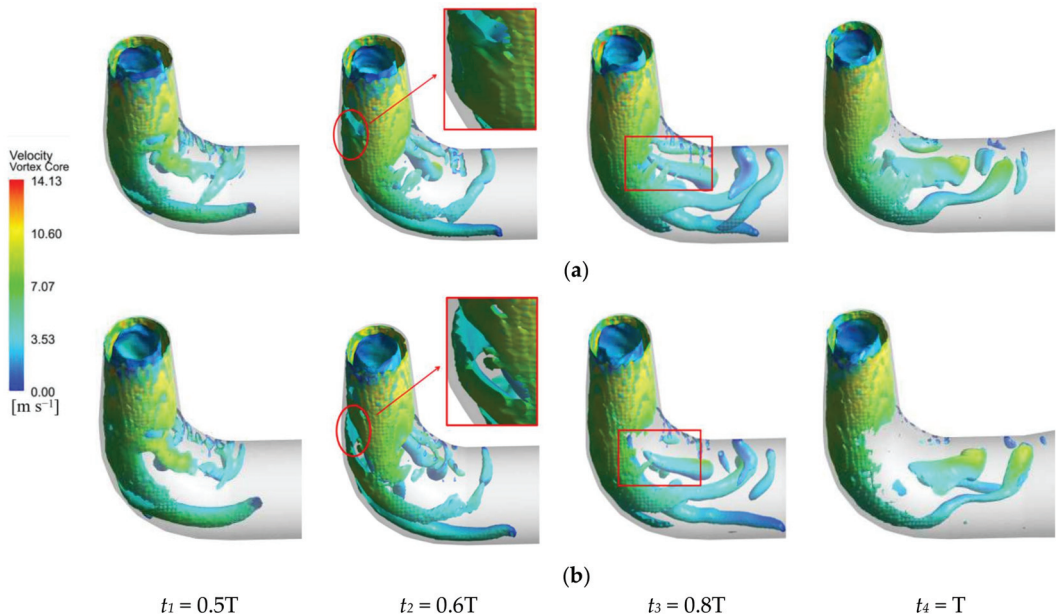 Velocity
Vortex Core
14.13
10.60
7.07
3.53
0.00
[m s⁻¹]
(a)
(b)
t₁ = 0.5T
t₂ = 0.6T
t₃ = 0.8T
t₄ = T